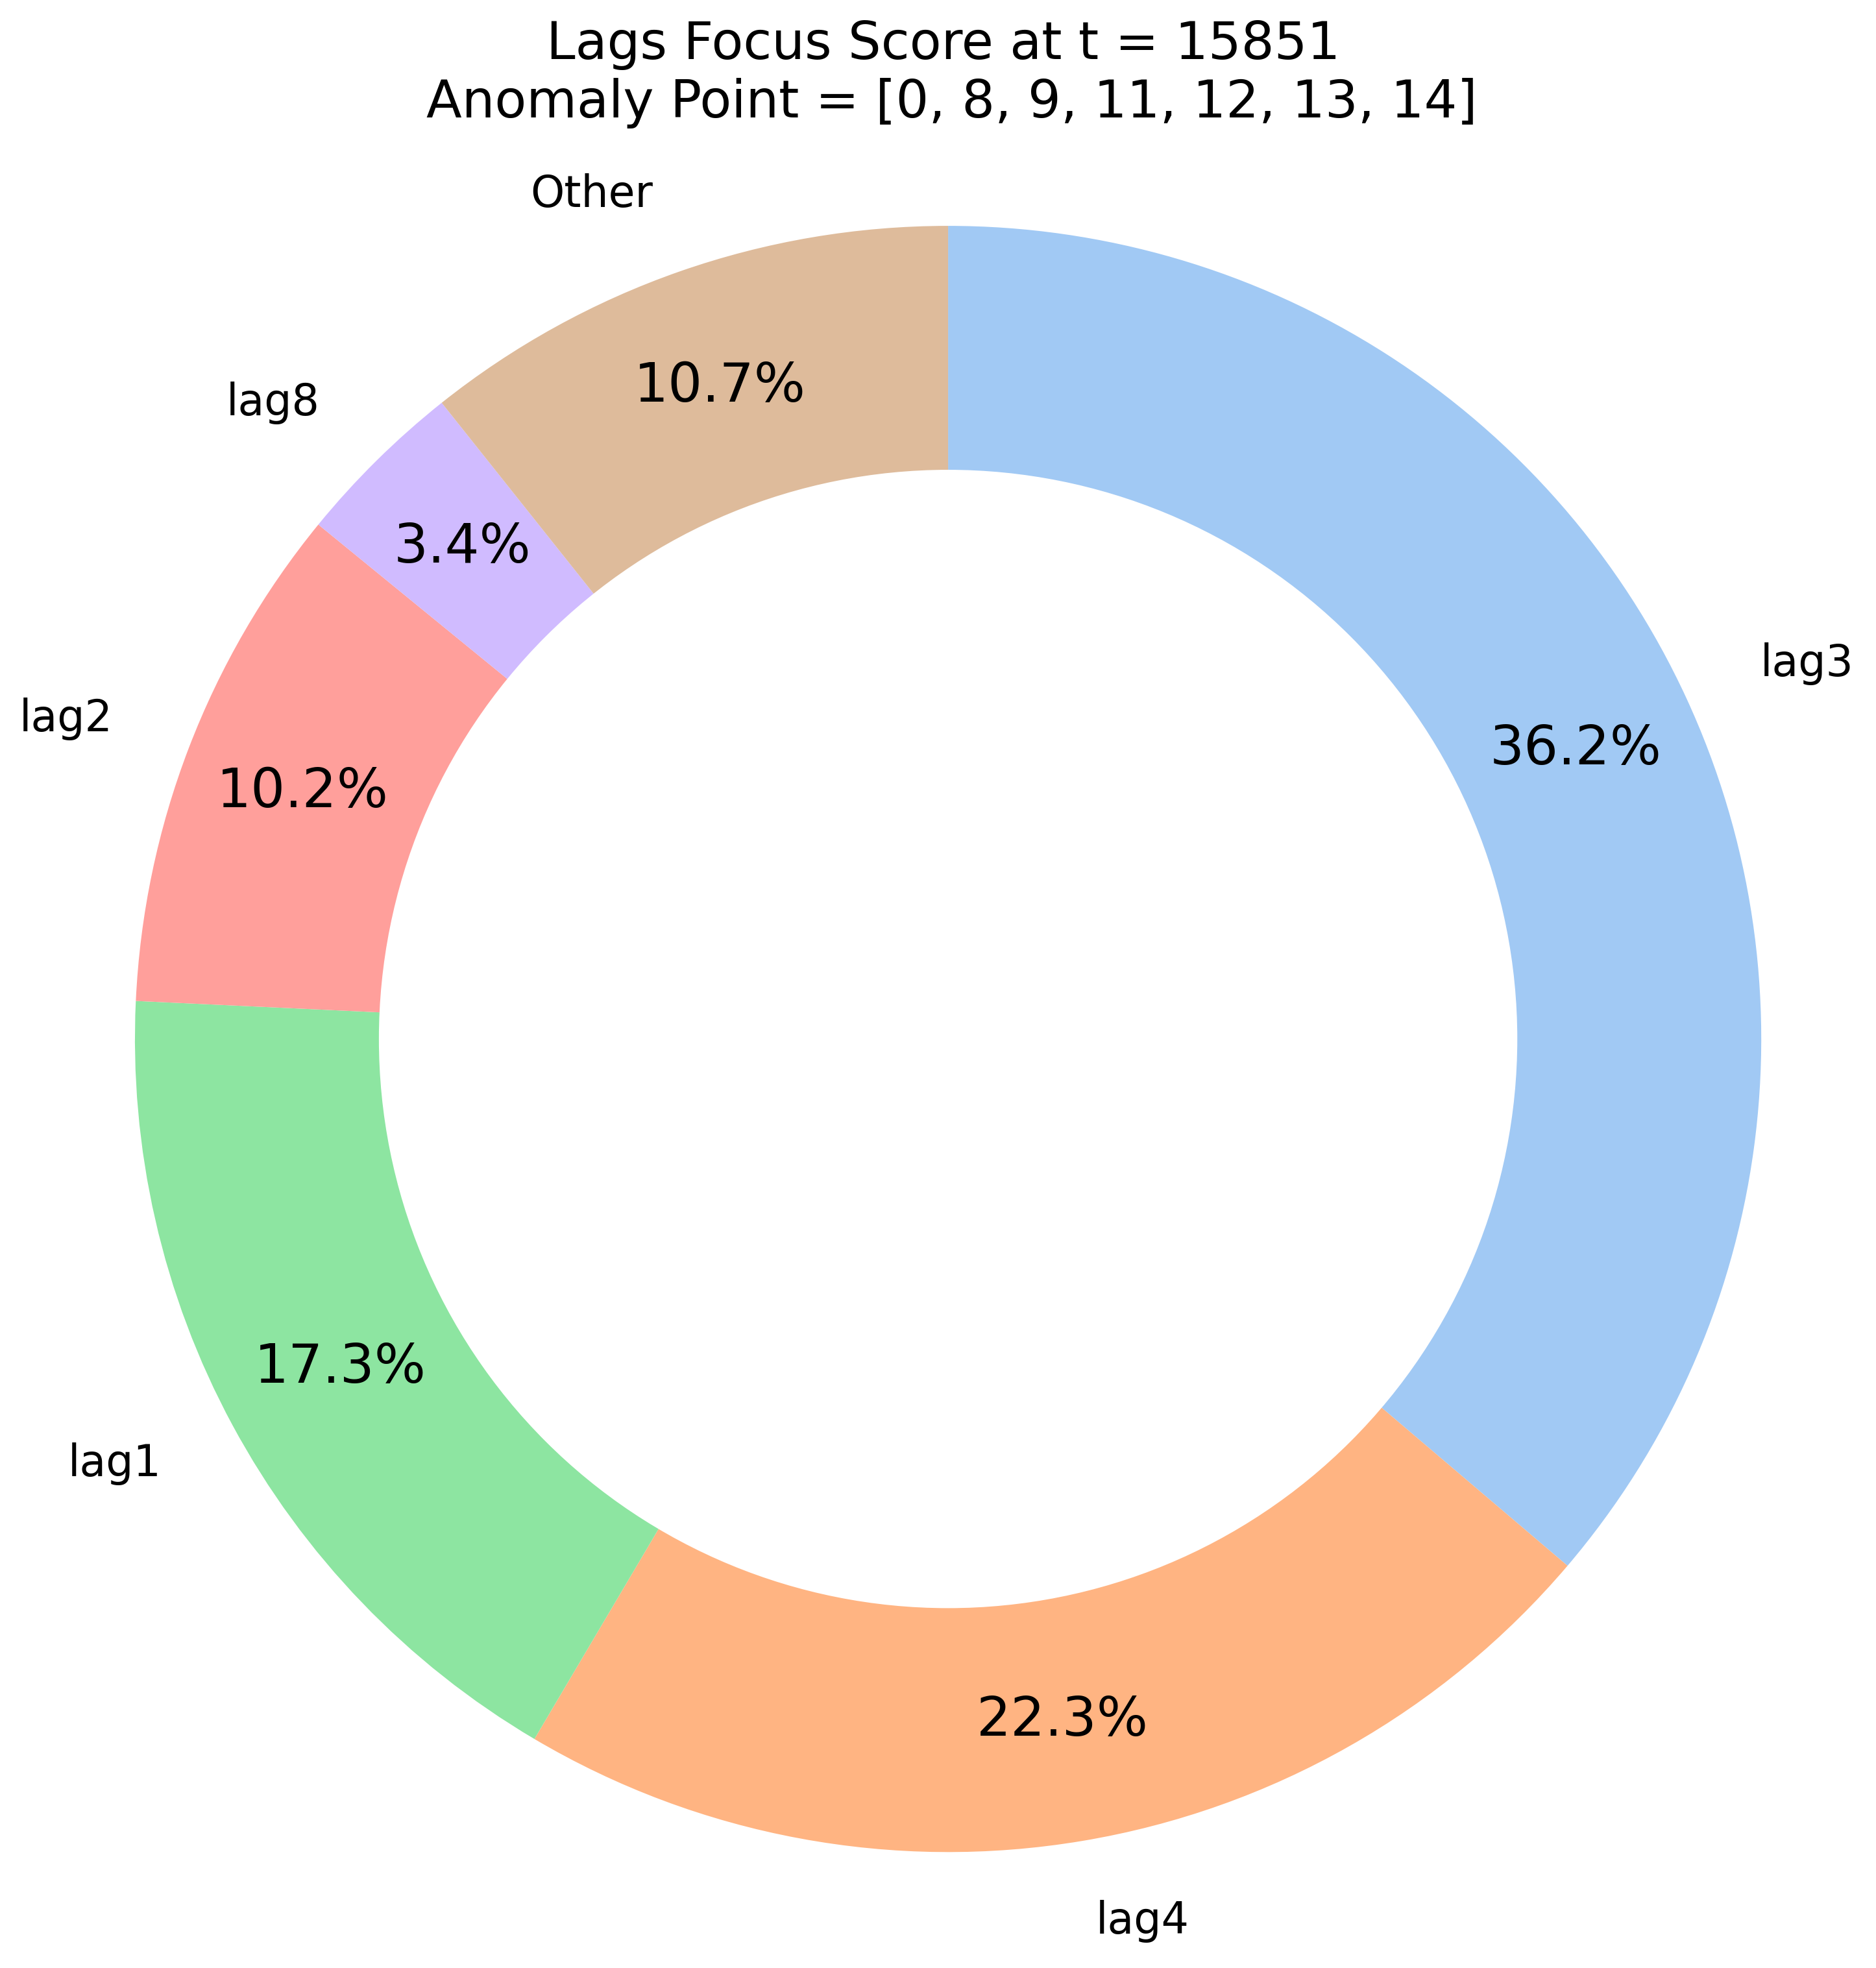 Lags Focus Score at t = 15851
Anomaly Point = [0, 8, 9, 11, 12, 13, 14]
Other
10.7%
lag8
3.4%
lag3
36.2%
lag2
10.2%
17.3%
lag1
22.3%
lag4